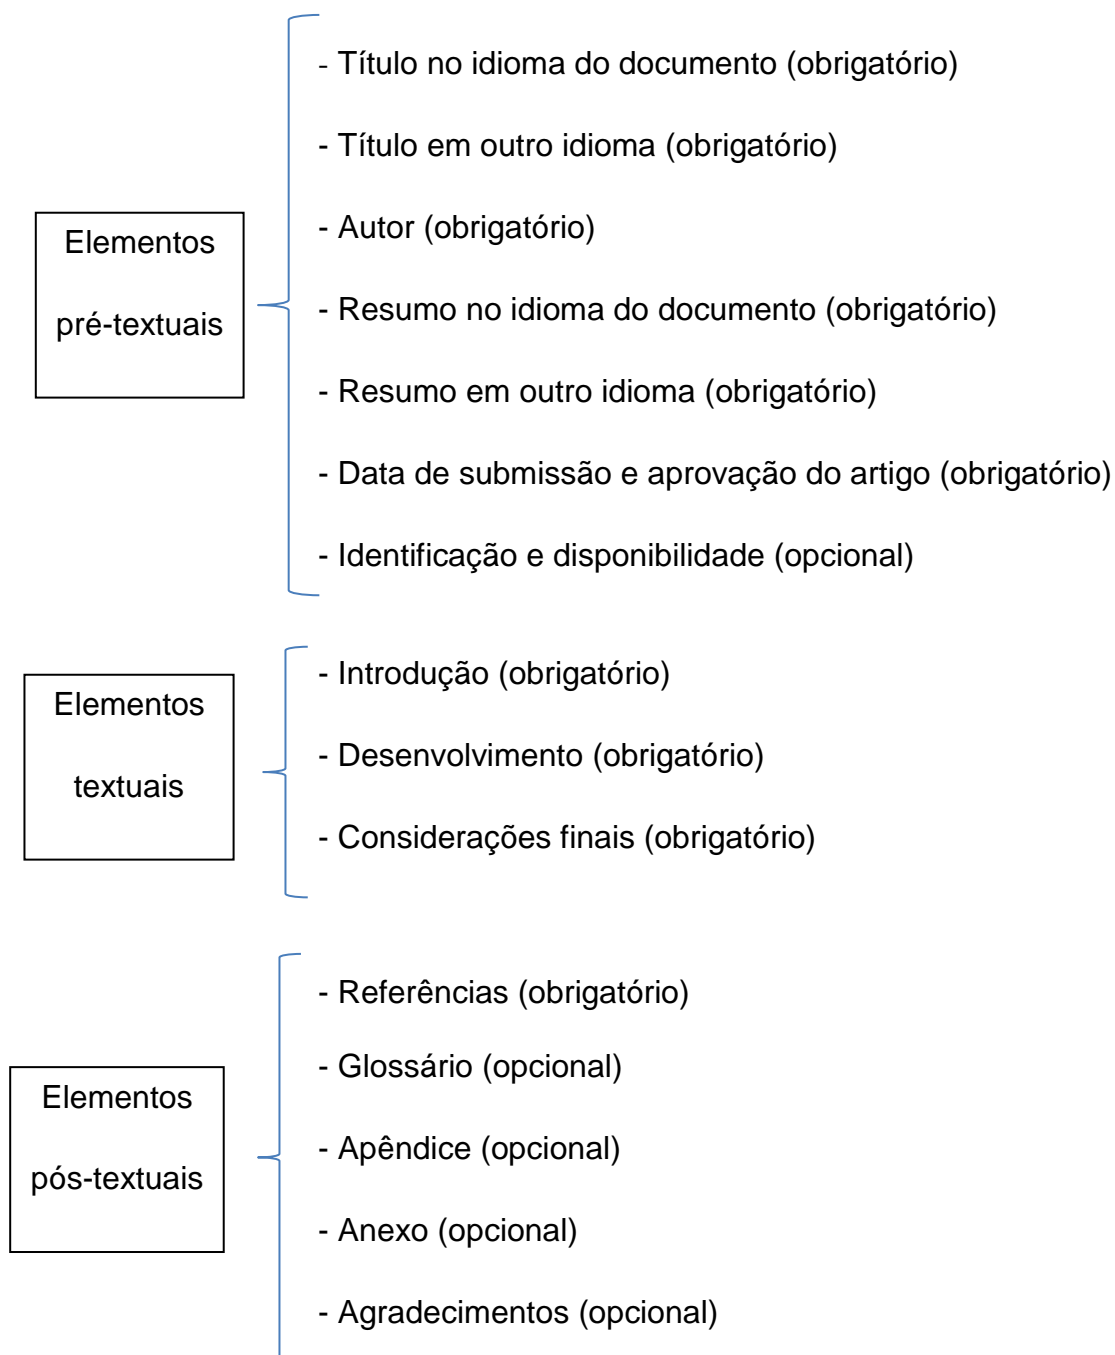 - Título no idioma do documento (obrigatório)
- Título em outro idioma (obrigatório)
- Autor (obrigatório)
Elementos
pré-textuais
- Resumo no idioma do documento (obrigatório)
- Resumo em outro idioma (obrigatório)
- Data de submissão e aprovação do artigo (obrigatório)
- Identificação e disponibilidade (opcional)
Elementos
textuais
- Introdução (obrigatório)
- Desenvolvimento (obrigatório)
- Considerações finais (obrigatório)
Elementos
pós-textuais
- Referências (obrigatório)
- Glossário (opcional)
- Apêndice (opcional)
- Anexo (opcional)
- Agradecimentos (opcional)